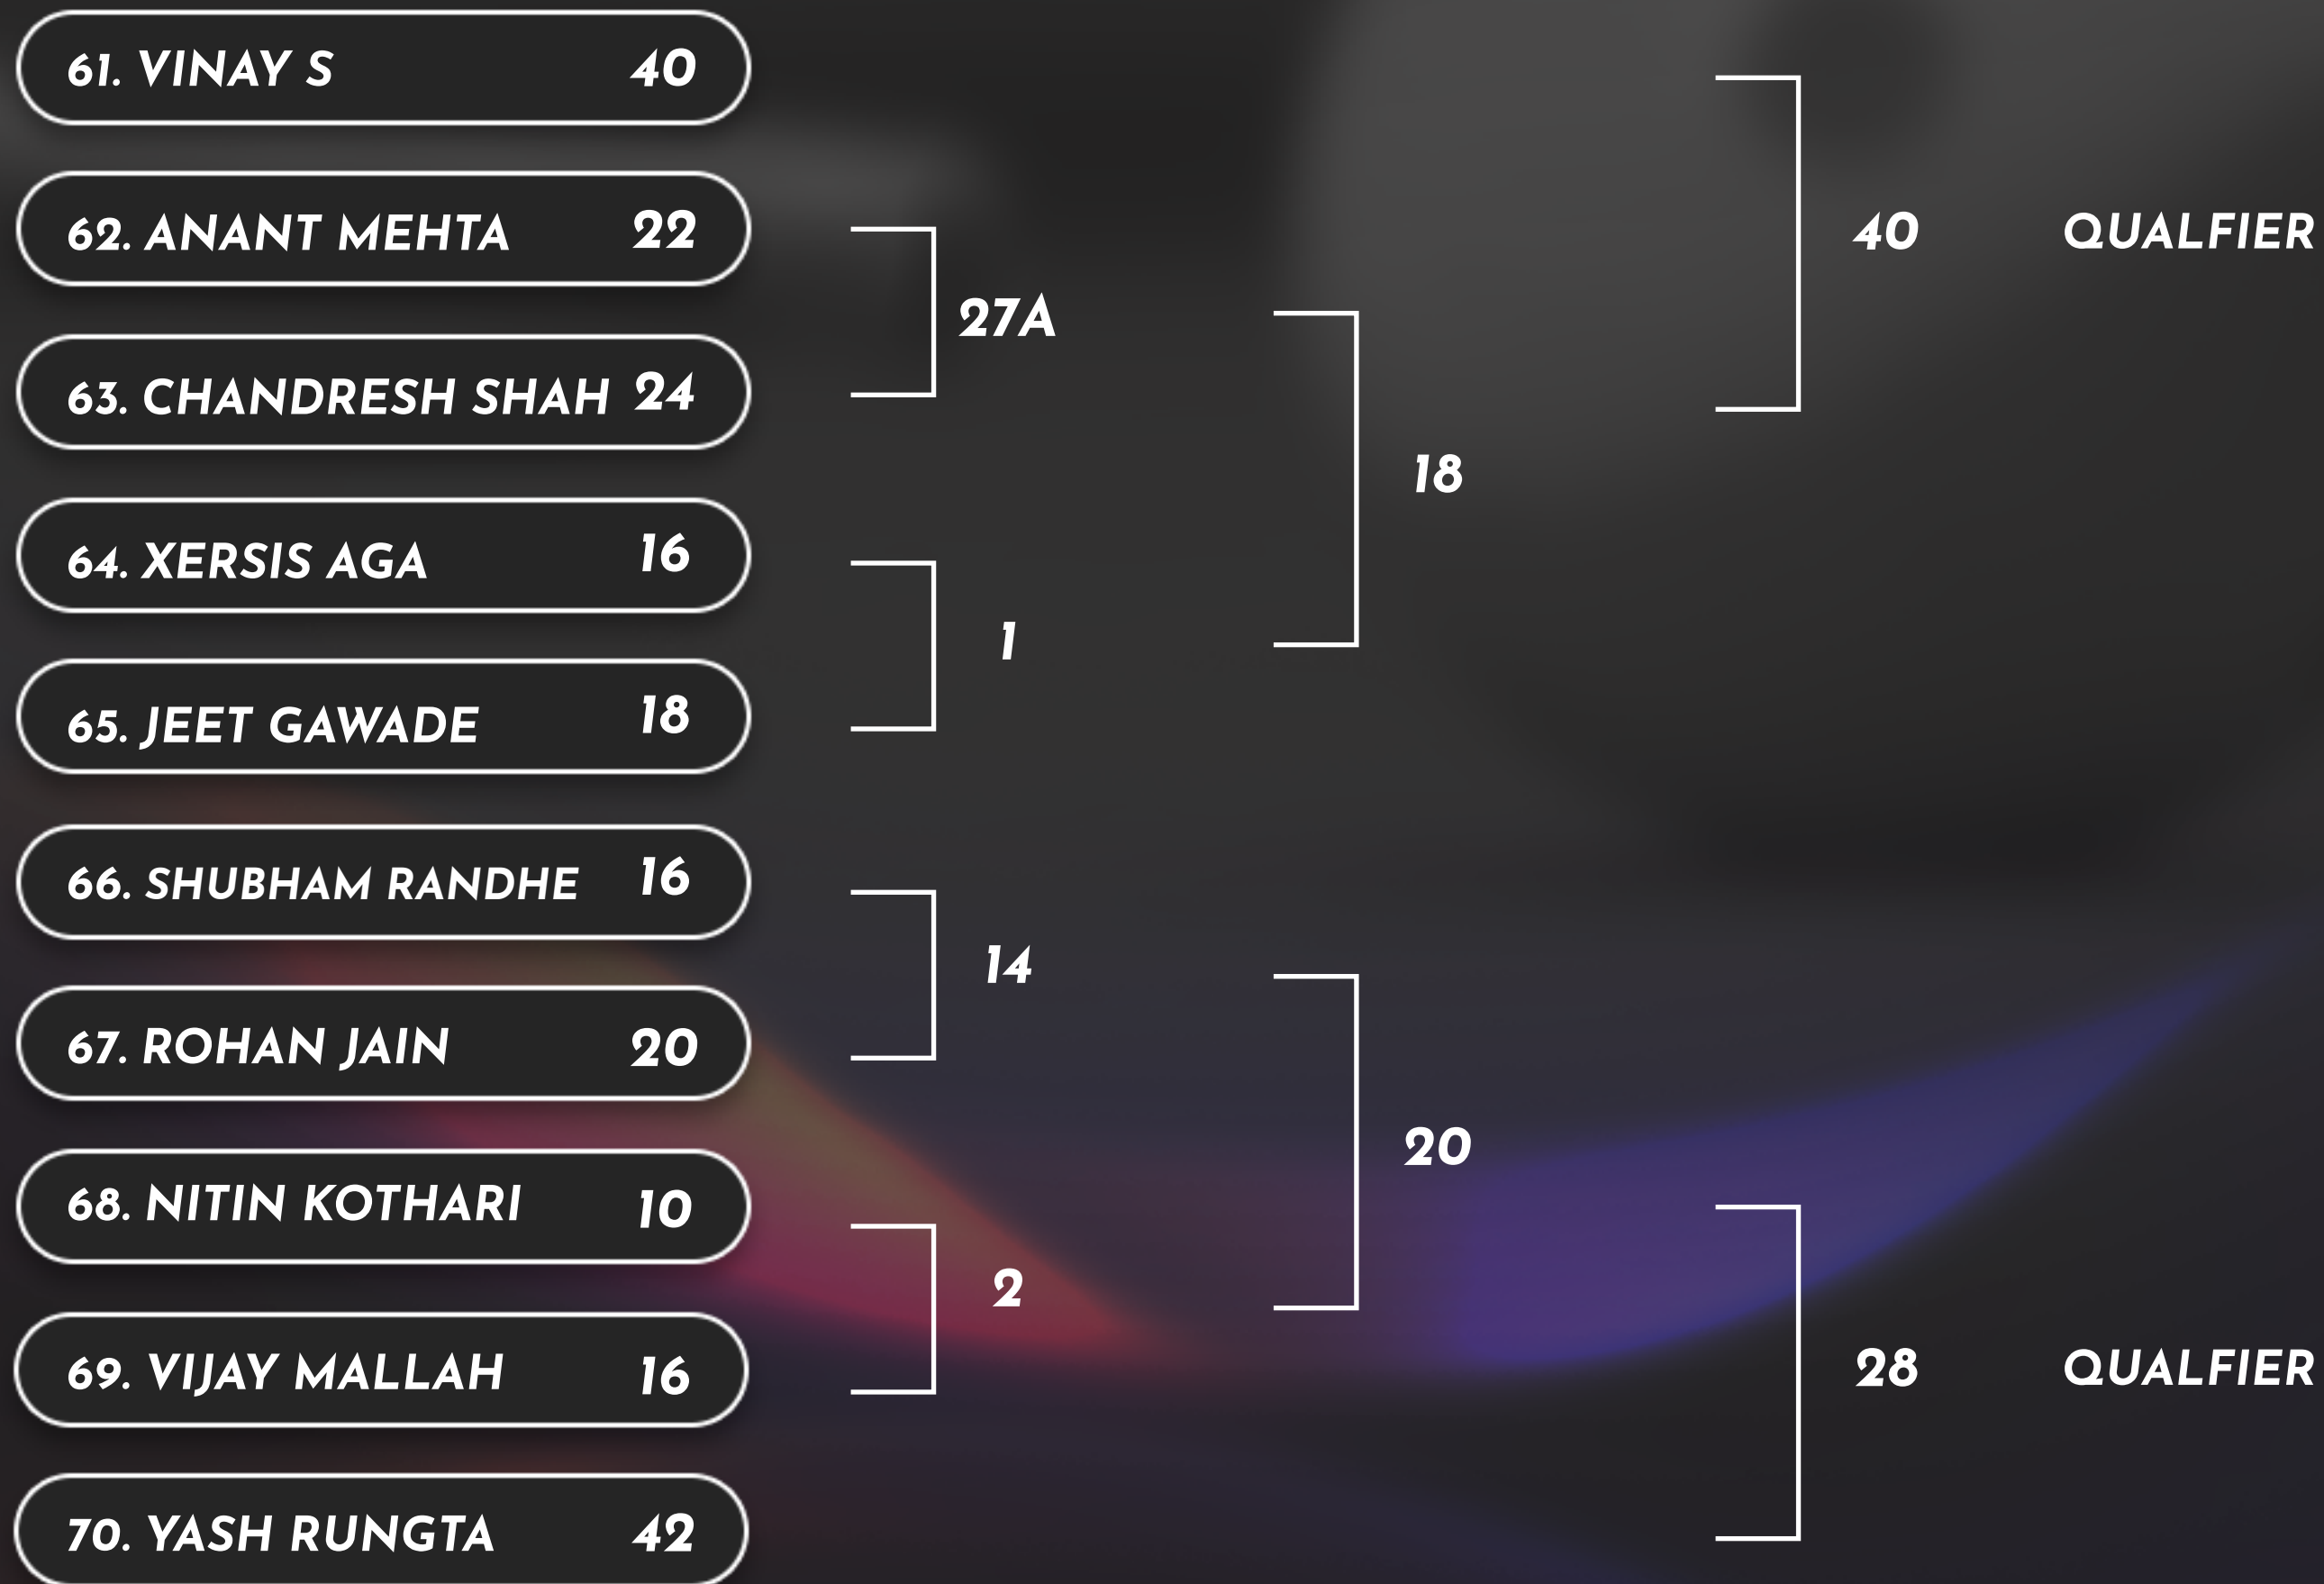 61. VINAY S 40
62. ANANT MEHTA 22
40 QUALFIER
27A
63. CHANDRESH SHAH 24
18
64. XERSIS AGA 16
1
65. JEET GAWADE 18
66. SHUBHAM RANDHE 16
14
67. ROHAN JAIN 20
20
68. NITIN KOTHARI 10
2
69. VIJAY MALLAH 16
28 QUALFIER
70. YASH RUNGTA 42